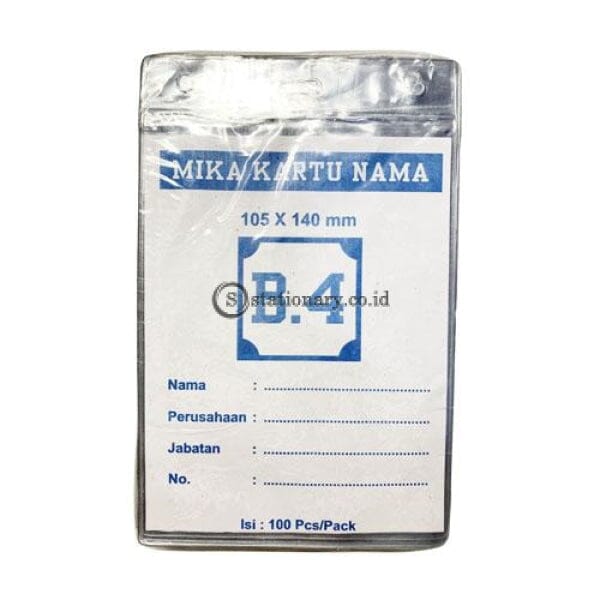 MIKA KARTU NAMA
105 X 140 mm
B.4
S stationary.co.id
Nama : ................................................
Perusahaan : ................................................
Jabatan : ................................................
No. : ................................................
Isi : 100 Pcs/Pack